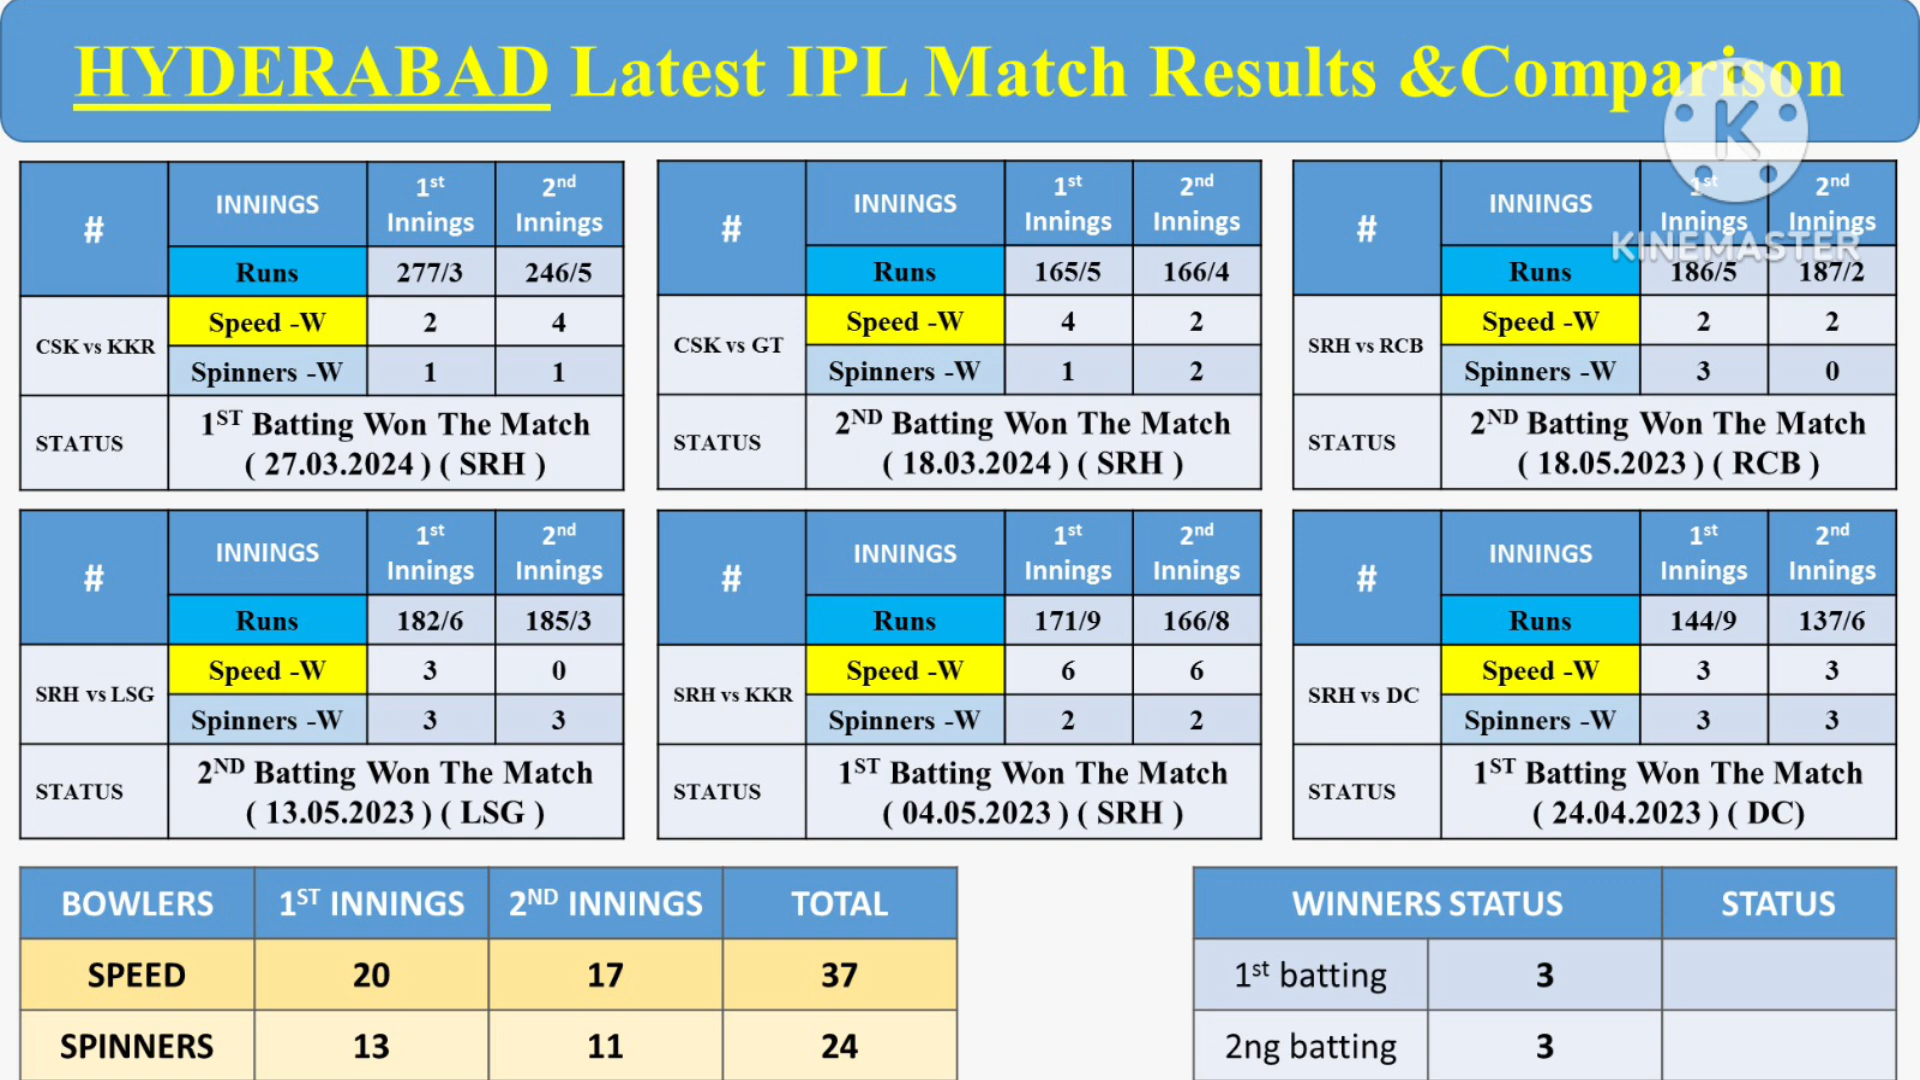 HYDERABAD Latest IPL Match Results &Comparison
K
KINEMASTER
# INNINGS 1st Innings 2nd Innings
Runs 277/3 246/5
CSK vs KKR Speed -W 2 4
Spinners -W 1 1
STATUS 1ST Batting Won The Match
( 27.03.2024 ) ( SRH )
# INNINGS 1st Innings 2nd Innings
Runs 165/5 166/4
CSK vs GT Speed -W 4 2
Spinners -W 1 2
STATUS 2ND Batting Won The Match
( 18.03.2024 ) ( SRH )
# INNINGS 1st Innings 2nd Innings
Runs 186/5 187/2
SRH vs RCB Speed -W 2 2
Spinners -W 3 0
STATUS 2ND Batting Won The Match
( 18.05.2023 ) ( RCB )
# INNINGS 1st Innings 2nd Innings
Runs 182/6 185/3
SRH vs LSG Speed -W 3 0
Spinners -W 3 3
STATUS 2ND Batting Won The Match
( 13.05.2023 ) ( LSG )
# INNINGS 1st Innings 2nd Innings
Runs 171/9 166/8
SRH vs KKR Speed -W 6 6
Spinners -W 2 2
STATUS 1ST Batting Won The Match
( 04.05.2023 ) ( SRH )
# INNINGS 1st Innings 2nd Innings
Runs 144/9 137/6
SRH vs DC Speed -W 3 3
Spinners -W 3 3
STATUS 1ST Batting Won The Match
( 24.04.2023 ) ( DC)
BOWLERS 1ST INNINGS 2ND INNINGS TOTAL
SPEED 20 17 37
SPINNERS 13 11 24
WINNERS STATUS STATUS
1st batting 3
2ng batting 3